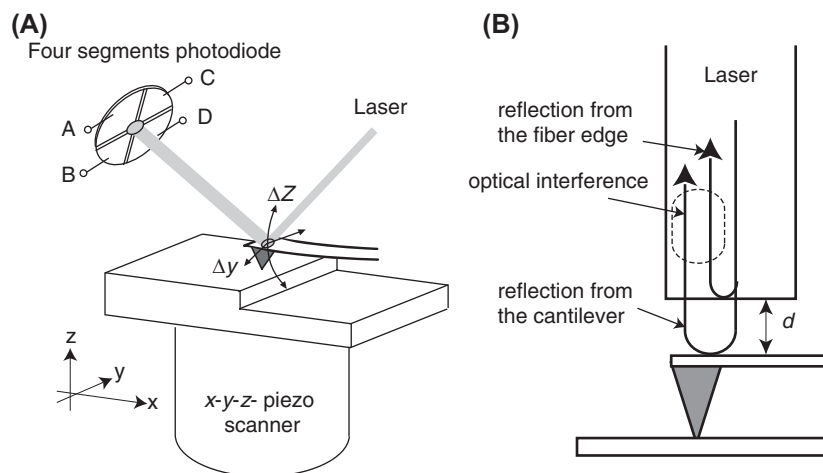 (A)
Four segments photodiode
C
A
D
B
Laser
ΔZ
Δy
z
y
x
x-y-z- piezo
scanner
(B)
Laser
reflection from
the fiber edge
optical interference
reflection from
the cantilever
d